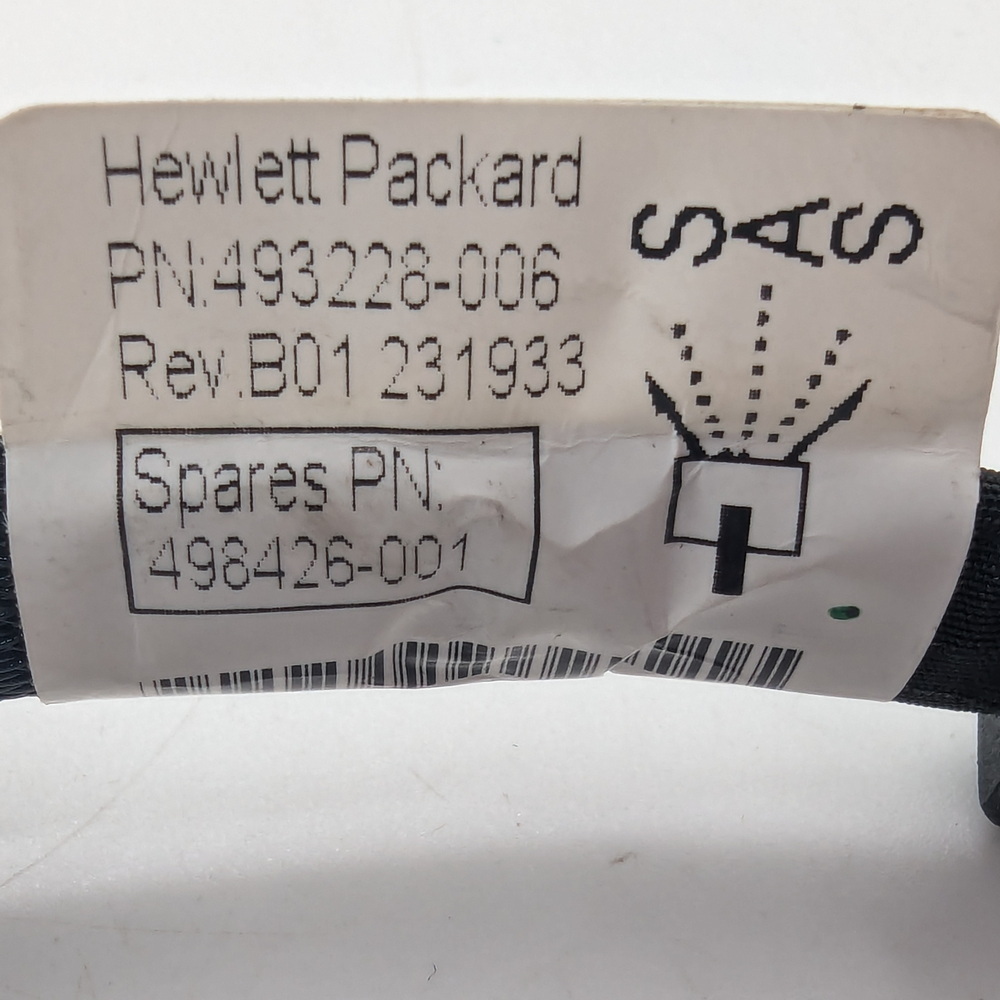 Hewlett Packard
PN:493228-006
Rev.B01 231933
Spares PN:
498426-001
SAS